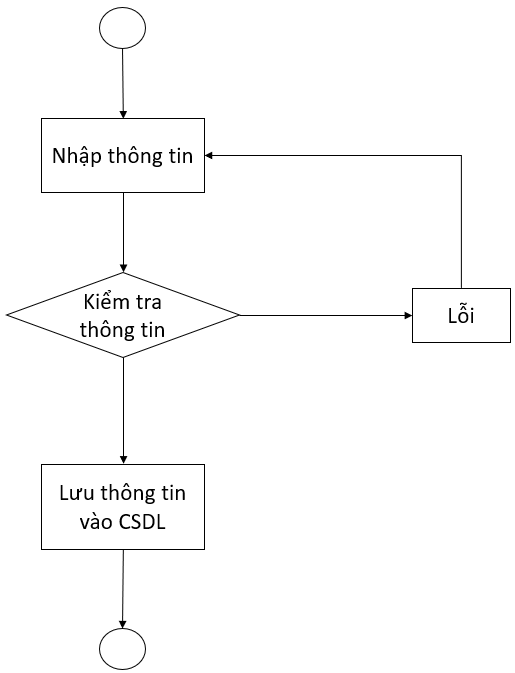 Nhập thông tin
Kiểm tra
thông tin
Lỗi
Lưu thông tin
vào CSDL